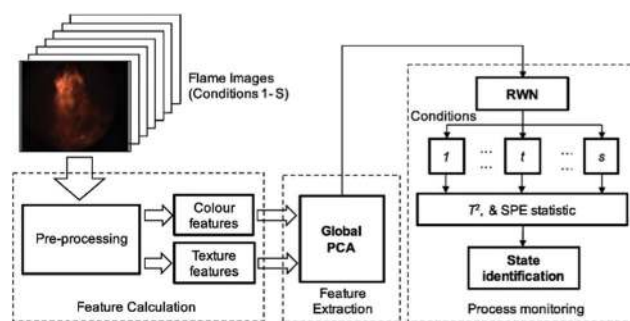 Flame Images
(Conditions 1- S)
Pre-processing
Colour
features
Texture
features
Feature Calculation
Global
PCA
Feature
Extraction
RWN
Conditions
1 ... t ... s
T², & SPE statistic
State
identification
Process monitoring